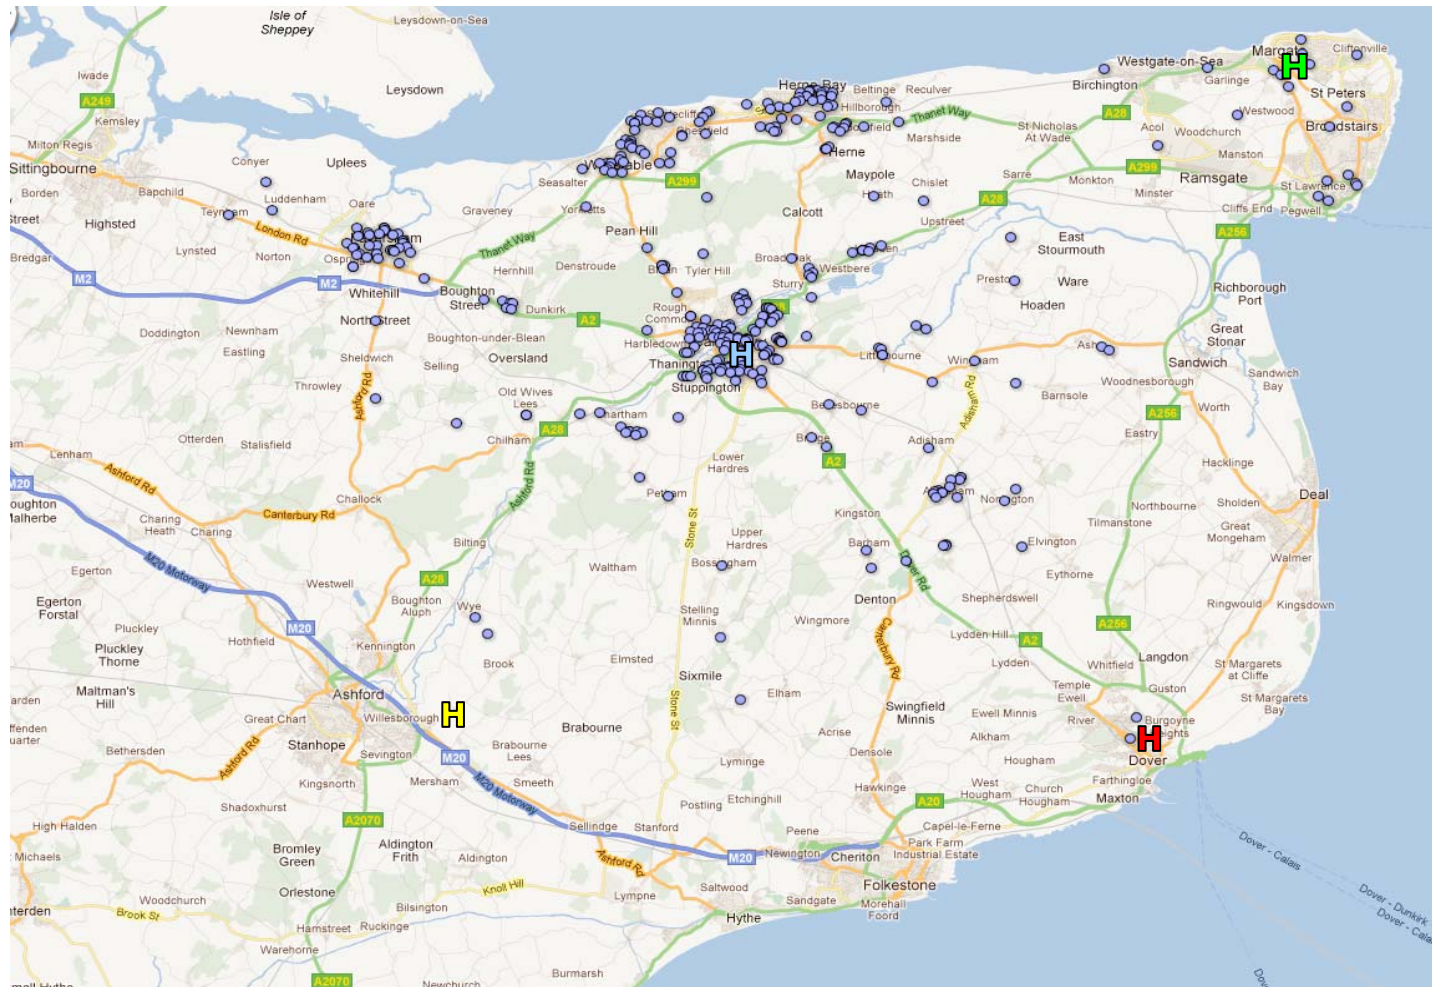 Isle of
Sheppey
Leysdown-on-Sea
Iwade
Leysdown
A249
Kemsley
Milton Regis
Sittingbourne
Borden
Bapchild
Conyer
Uplees
Luddenham
Oare
Highsted
London Rd
Lynsted
Norton
Bredgar
M2
M2
Whitehill
Graveney
Seasalter
Thanet Way
Hernhill
Denstroude
Boughton
Street
Dunkirk
A2
A299
Pean Hill
Tyler Hill
Calcott
Herne
Maypole
Beltinge
Reculver
Hillborough
Thanet Way
Marshside
Chislet
Upstreet
A28
Sarre
St Nicholas
At Wade
Monkton
A299
Minster
A28
Acol
Woodchurch
Manston
Ramsgate
Birchington
Westgate-on-Sea
Garlinge
Margate
H
Cliftonville
St Peters
Westwood
Broadstairs
St Lawrence
Cliffs End
Pegwell
A256
East
Stourmouth
Ware
Hoaden
Richborough
Port
Great
Stonar
Sandwich
Sandwich
Bay
Woodnesborough
Worth
A256
Eastry
Hacklinge
Deal
Sholden
Great
Mongeham
Northbourne
Walmer
Tilmanstone
Elvington
Eythorne
Ringwould
Kingsdown
Shepherdswell
Lydden Hill
A2
A256
Langdon
Whitfield
Lydden
St Margarets
at Cliffe
St Margarets
Bay
Guston
Temple
Ewell
River
Burgoyne
Heights
H
Dover
Ewell Minnis
Alkham
Swingfield
Minnis
Hougham
Farthingloe
Maxton
Church
Hougham
West
Hougham
Capel-le-Ferne
A20
Hawkinge
Densole
Acrise
Elham
Wingmore
Denton
Canterbury Rd
Dover Rd
Barham
Kingston
Adisham
Adisham Rd
Barnsole
Wingham
Westbere
Sturry
Rough
Common
Harbledown
H
Thanington
Stuppington
Lower
Hardres
A2
Upper
Hardres
Bossingham
Stone St
Petham
Waltham
Stelling
Minnis
Sixmile
Elmsted
Stone St
Brabourne
Brabourne
Lees
Lyminge
Etchinghill
Postling
Peene
Newington
Cheriton
Park Farm
Industrial Estate
Folkestone
Morehall
Foord
Sandgate
Hythe
Saltwood
M20
Stanford
Sellindge
Ashford Rd
Lympne
Smeeth
Mersham
M20 Motorway
M20
Aldington
Aldington
Frith
Knoll Hill
Bilsington
Ruckinge
Hamstreet
Warehorne
A2070
Newchurch
Burmarsh
Orlestone
Bromley
Green
A2070
Shadoxhurst
Kingsnorth
Sevington
Stanhope
Willesborough
H
Ashford
Great Chart
Ashford Rd
Bethersden
High Halden
Woodchurch
Brook St
Maltman's
Hill
Pluckley
Thorne
Pluckley
Egerton
Forstal
Egerton
Hothfield
Kennington
M20
Westwell
Boughton
Aluph
Wye
Brook
A28
Bilting
M20 Motorway
Charing
Heath
Charing
Challock
Canterbury Rd
Ashford Rd
Lenham
M20
Otterden
Stalisfield
Throwley
Ashford Rd
Sheldwich
North Street
Doddington
Newnham
Eastling
Boughton-under-Blean
Oversland
Selling
Old Wives
Lees
Chilham
A28
Ashford Rd
Dover - Calais
Dover - Dunkirk